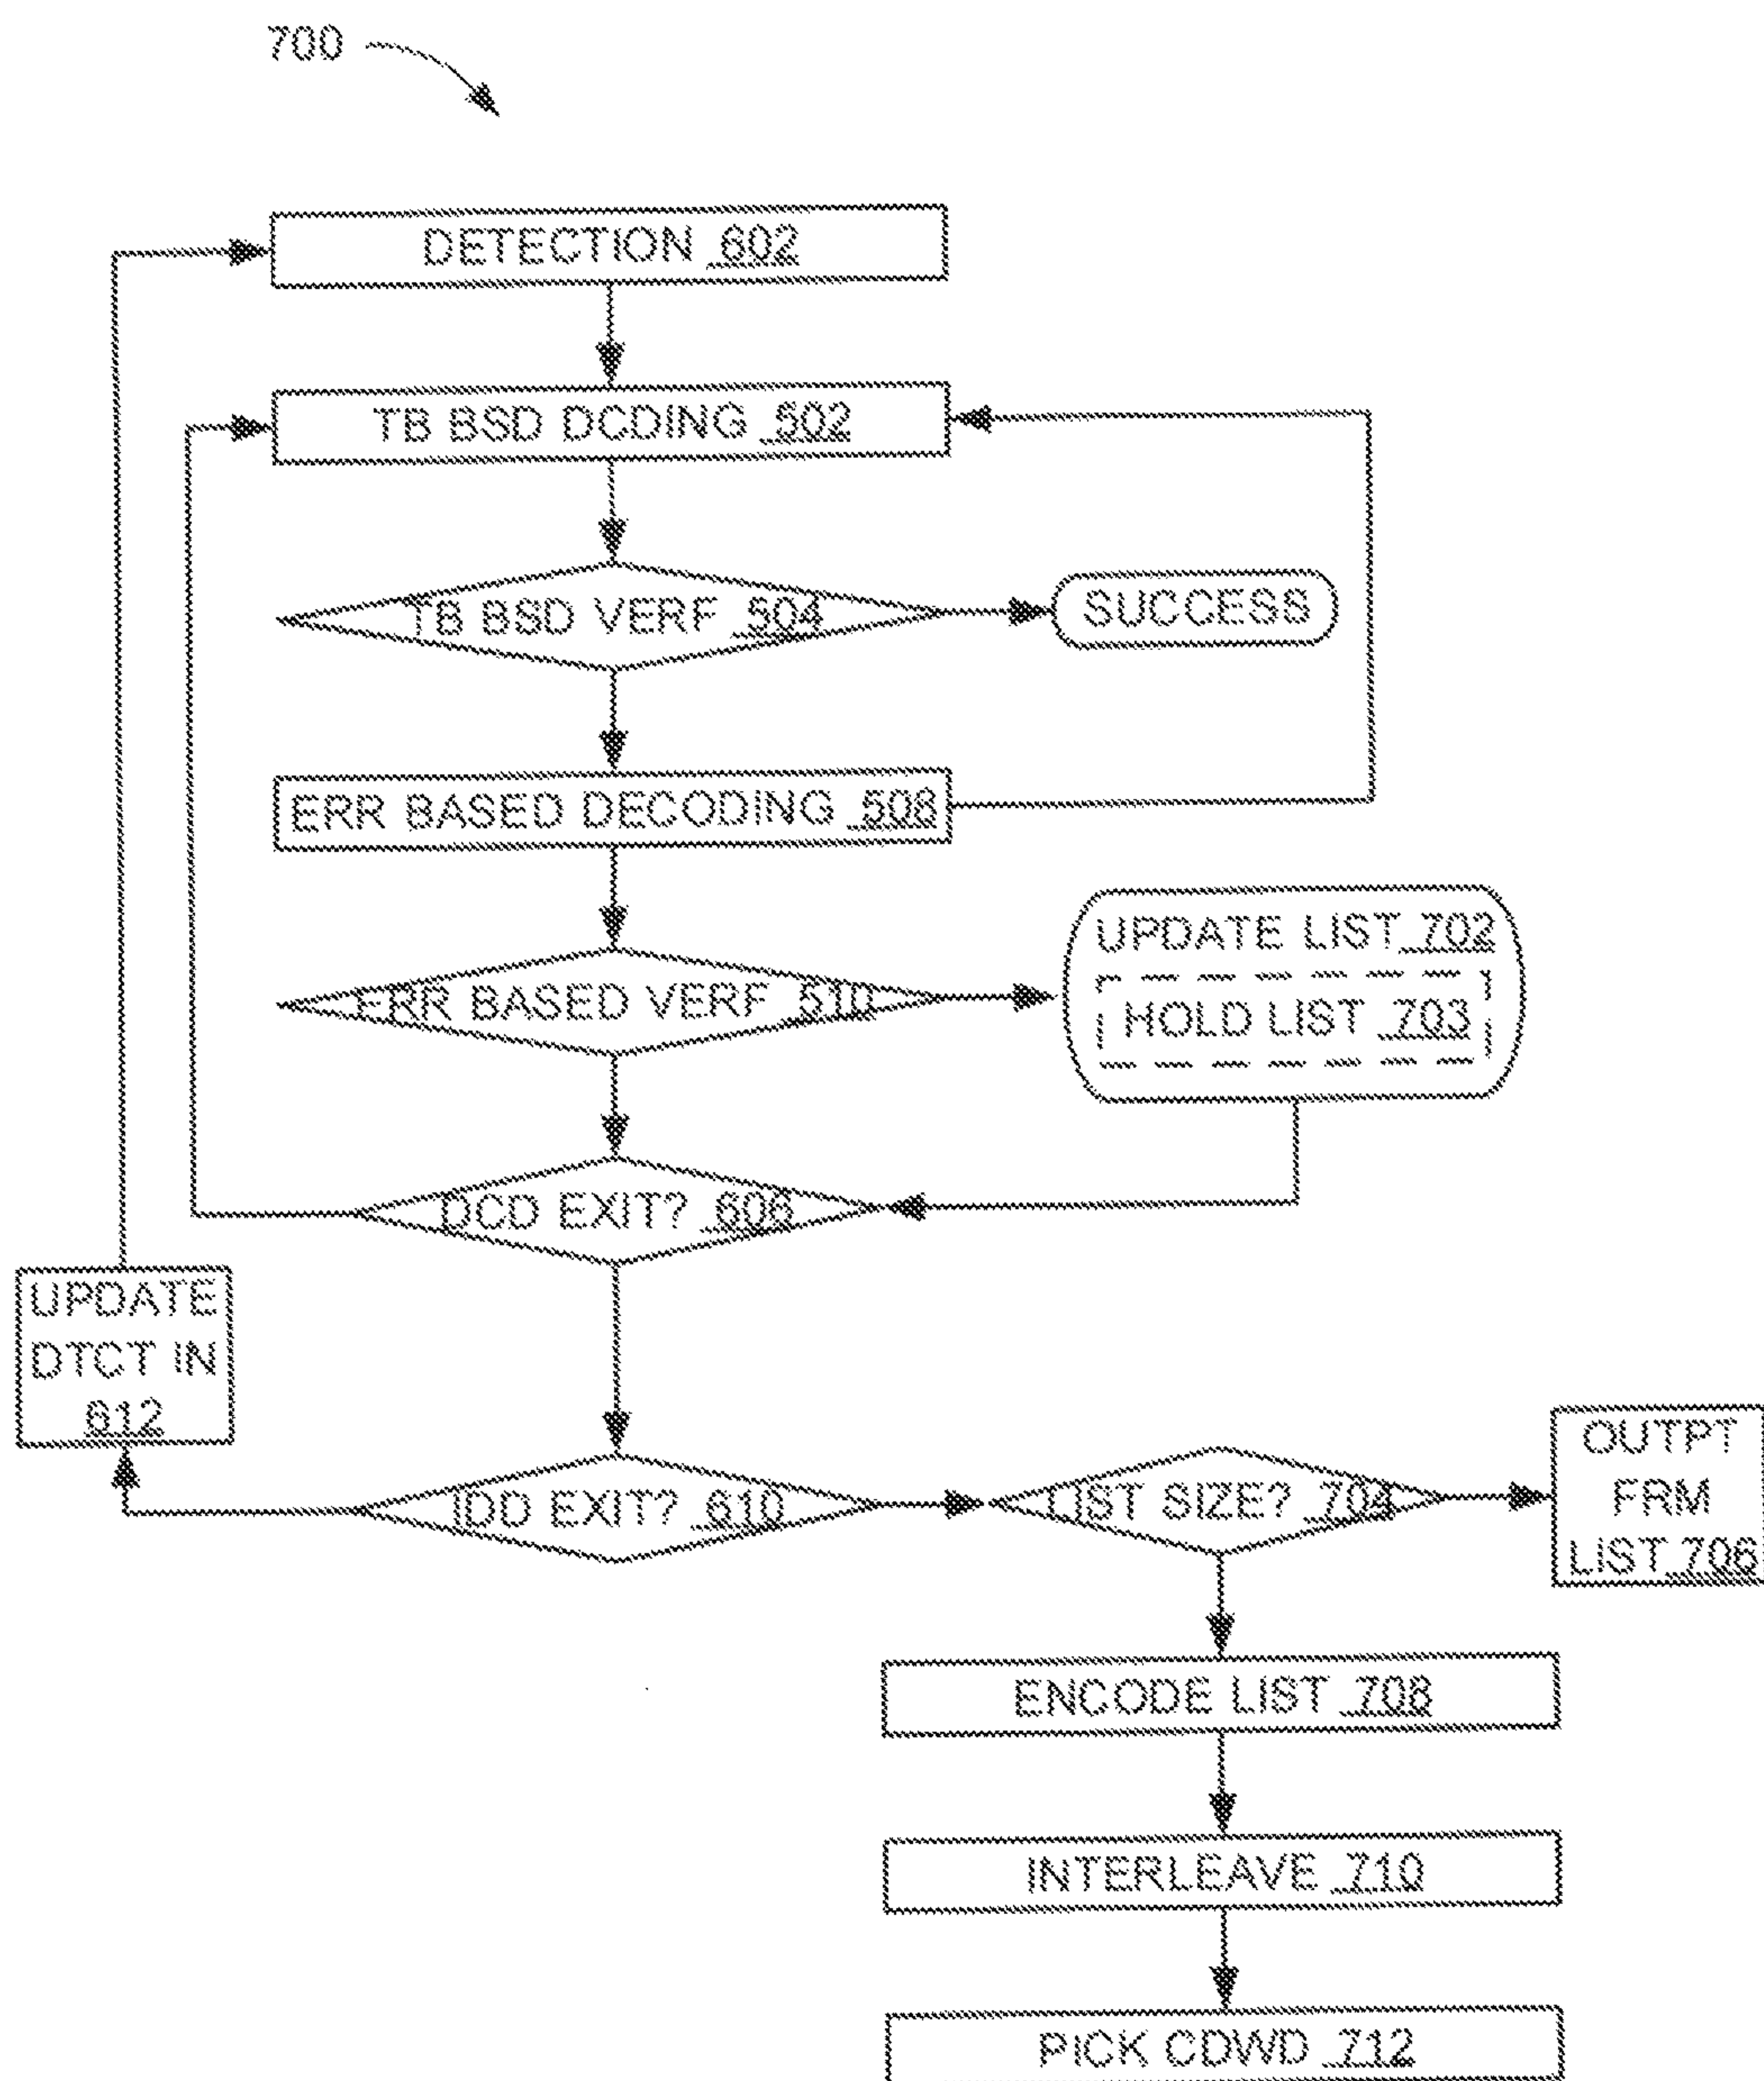 700
DETECTION 602
TB BSD DCDING 502
TB BSD VERF 504
SUCCESS
ERR BASED DECODING 508
ERR BASED VERF 510
UPDATE LIST 702
HOLD LIST 703
DCD EXIT? 606
UPDATE
DTCT IN
612
IDD EXIT? 610
LIST SIZE? 704
OUTPT
FRM
LIST 706
ENCODE LIST 708
INTERLEAVE 710
PICK CDWD 712